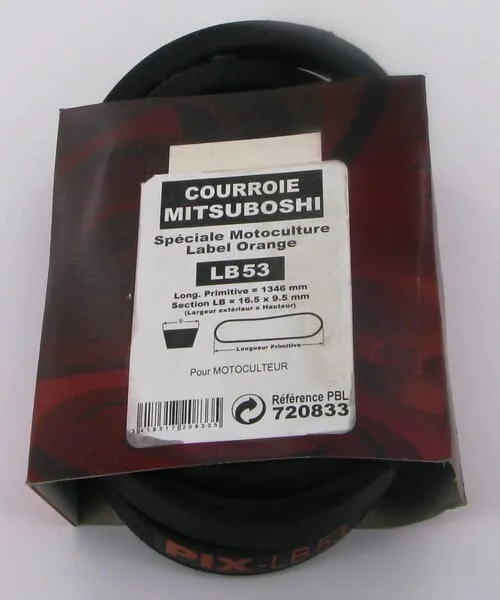 COURROIE
MITSUBOSHI
Spéciale Motoculture
Label Orange
LB53
Long. Primitive = 1346 mm
Section LB = 16.5 x 9.5 mm
(Largeur extérieur x Hauteur)
D
Longueur Primitive
Pour MOTOCULTEUR
Référence PBL
720833
PIX-LB53